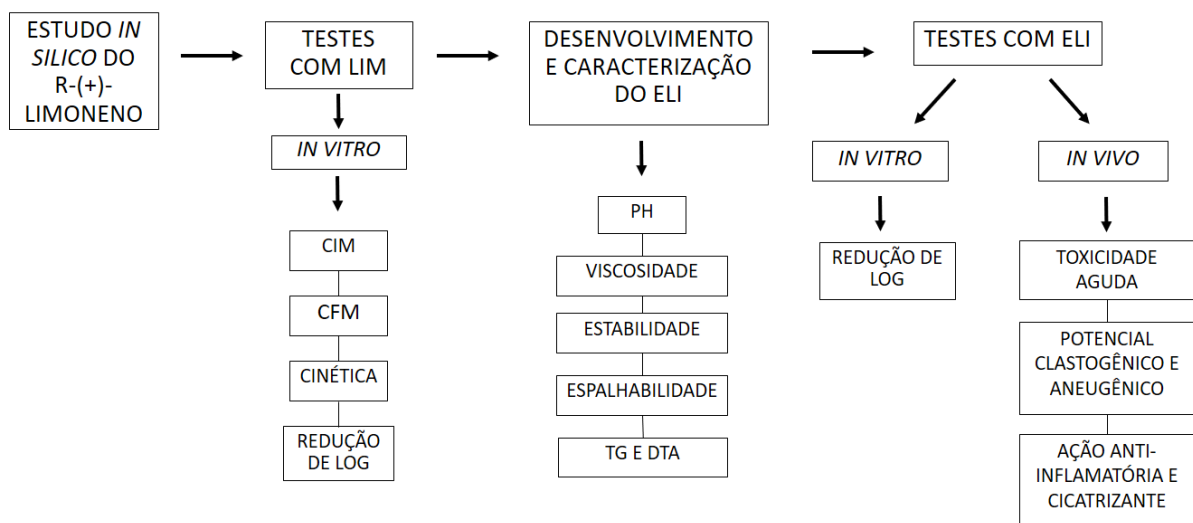 ESTUDO IN
SILICO DO
R-(+)-
LIMONENO
TESTES
COM LIM
IN VITRO
CIM
CFM
CINÉTICA
REDUÇÃO
DE LOG
DESENVOLVIMENTO
E CARACTERIZAÇÃO
DO ELI
PH
VISCOSIDADE
ESTABILIDADE
ESPALHABILIDADE
TG E DTA
TESTES COM ELI
IN VITRO
REDUÇÃO DE
LOG
IN VIVO
TOXICIDADE
AGUDA
POTENCIAL
CLASTOGÊNICO E
ANEUGÊNICO
AÇÃO ANTI-
INFLAMATÓRIA E
CICATRIZANTE